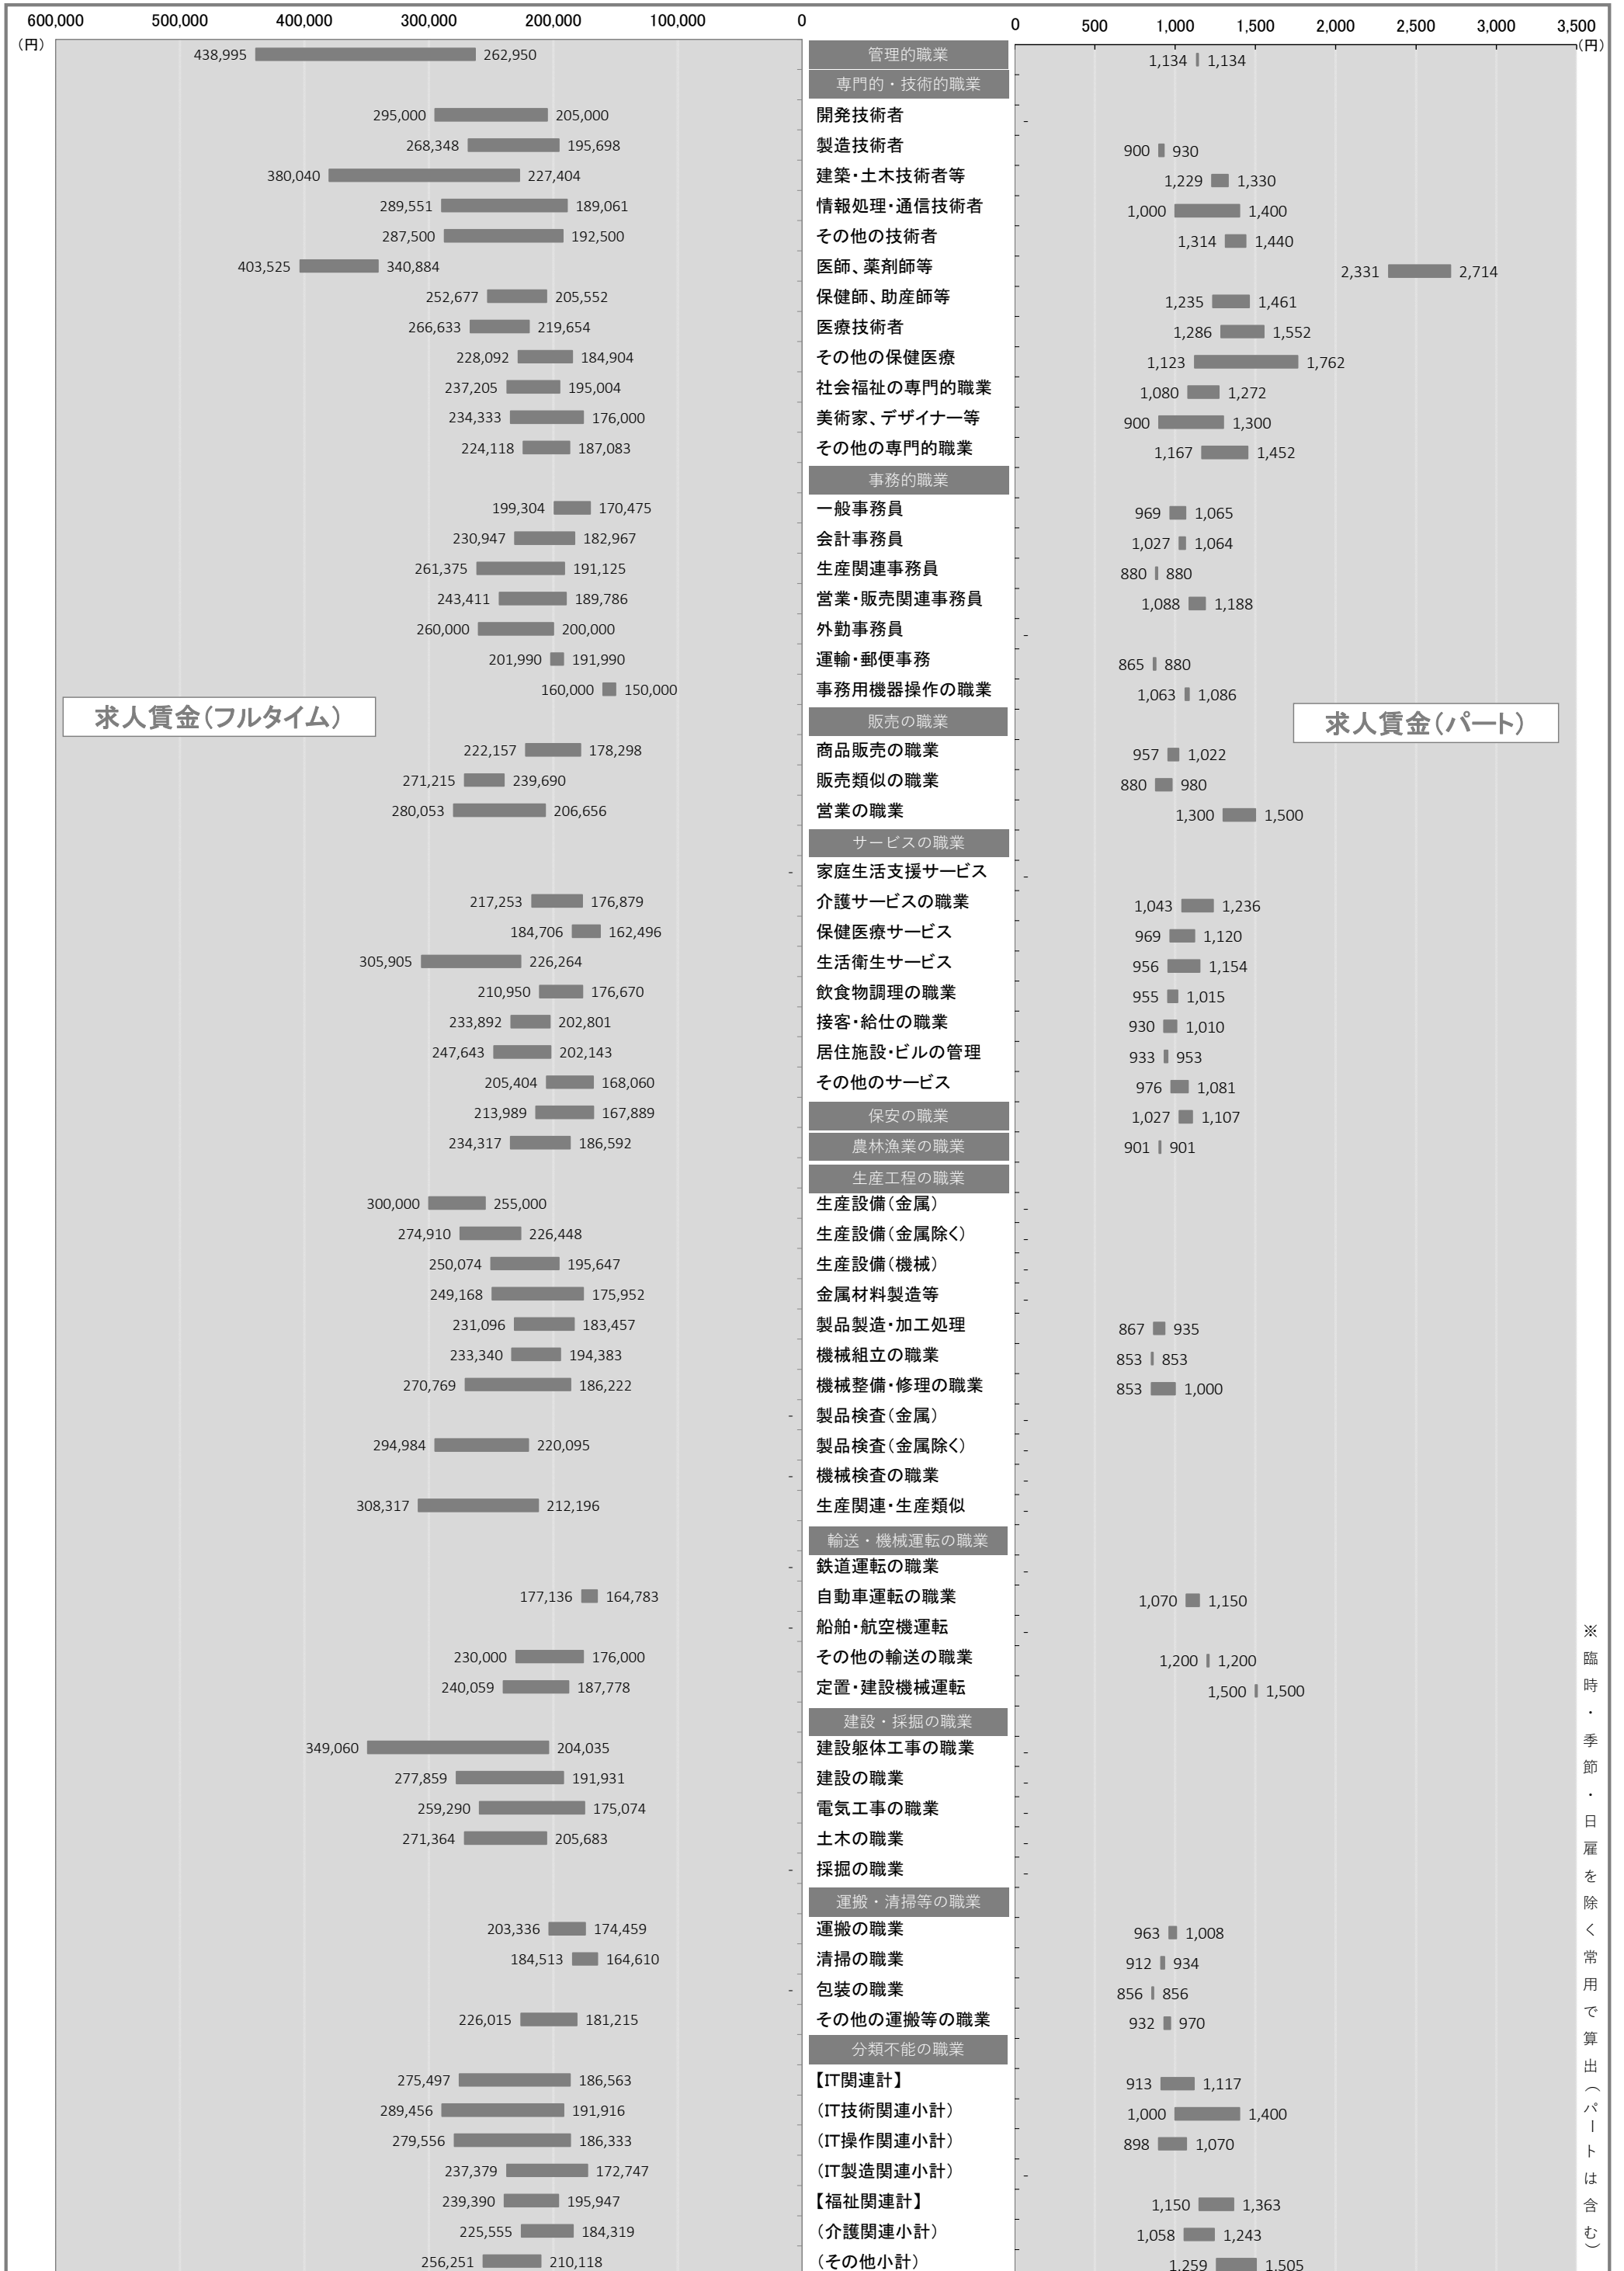 600,000 500,000 400,000 300,000 200,000 100,000 0 0 500 1,000 1,500 2,000 2,500 3,000 3,500
（円） （円）
438,995 262,950 管理的職業 1,134 1,134
専門的・技術的職業
295,000 205,000 開発技術者 -
268,348 195,698 製造技術者 900 930
380,040 227,404 建築・土木技術者等 1,229 1,330
289,551 189,061 情報処理・通信技術者 1,000 1,400
287,500 192,500 その他の技術者 1,314 1,440
403,525 340,884 医師、薬剤師等 2,331 2,714
252,677 205,552 保健師、助産師等 1,235 1,461
266,633 219,654 医療技術者 1,286 1,552
228,092 184,904 その他の保健医療 1,123 1,762
237,205 195,004 社会福祉の専門的職業 1,080 1,272
234,333 176,000 美術家、デザイナー等 900 1,300
224,118 187,083 その他の専門的職業 1,167 1,452
事務的職業
199,304 170,475 一般事務員 969 1,065
230,947 182,967 会計事務員 1,027 1,064
261,375 191,125 生産関連事務員 880 880
243,411 189,786 営業・販売関連事務員 1,088 1,188
260,000 200,000 外勤事務員 -
201,990 191,990 運輸・郵便事務 865 880
160,000 150,000 事務用機器操作の職業 1,063 1,086
求人賃金（フルタイム） 販売の職業 求人賃金（パート）
222,157 178,298 商品販売の職業 957 1,022
271,215 239,690 販売類似の職業 880 980
280,053 206,656 営業の職業 1,300 1,500
サービスの職業
- 家庭生活支援サービス -
217,253 176,879 介護サービスの職業 1,043 1,236
184,706 162,496 保健医療サービス 969 1,120
305,905 226,264 生活衛生サービス 956 1,154
210,950 176,670 飲食物調理の職業 955 1,015
233,892 202,801 接客・給仕の職業 930 1,010
247,643 202,143 居住施設・ビルの管理 933 953
205,404 168,060 その他のサービス 976 1,081
213,989 167,889 保安の職業 1,027 1,107
234,317 186,592 農林漁業の職業 901 901
生産工程の職業
300,000 255,000 生産設備（金属） -
274,910 226,448 生産設備（金属除く） -
250,074 195,647 生産設備（機械） -
249,168 175,952 金属材料製造等 -
231,096 183,457 製品製造・加工処理 867 935
233,340 194,383 機械組立の職業 853 853
270,769 186,222 機械整備・修理の職業 853 1,000
- 製品検査（金属） -
294,984 220,095 製品検査（金属除く） -
- 機械検査の職業 -
308,317 212,196 生産関連・生産類似 -
輸送・機械運転の職業
- 鉄道運転の職業 -
177,136 164,783 自動車運転の職業 1,070 1,150
- 船舶・航空機運転 -
230,000 176,000 その他の輸送の職業 1,200 1,200
240,059 187,778 定置・建設機械運転 1,500 1,500
建設・採掘の職業
349,060 204,035 建設躯体工事の職業 -
277,859 191,931 建設の職業 -
259,290 175,074 電気工事の職業 -
271,364 205,683 土木の職業 -
- 採掘の職業 -
運搬・清掃等の職業
203,336 174,459 運搬の職業 963 1,008
184,513 164,610 清掃の職業 912 934
- 包装の職業 856 856
226,015 181,215 その他の運搬等の職業 932 970
分類不能の職業
275,497 186,563 【IT関連計】 913 1,117
289,456 191,916 （IT技術関連小計） 1,000 1,400
279,556 186,333 （IT操作関連小計） 898 1,070
237,379 172,747 （IT製造関連小計） -
239,390 195,947 【福祉関連計】 1,150 1,363
225,555 184,319 （介護関連小計） 1,058 1,243
256,251 210,118 （その他小計） 1,259 1,505
※臨時・季節・日雇を除く常用で算出（パートは含む）